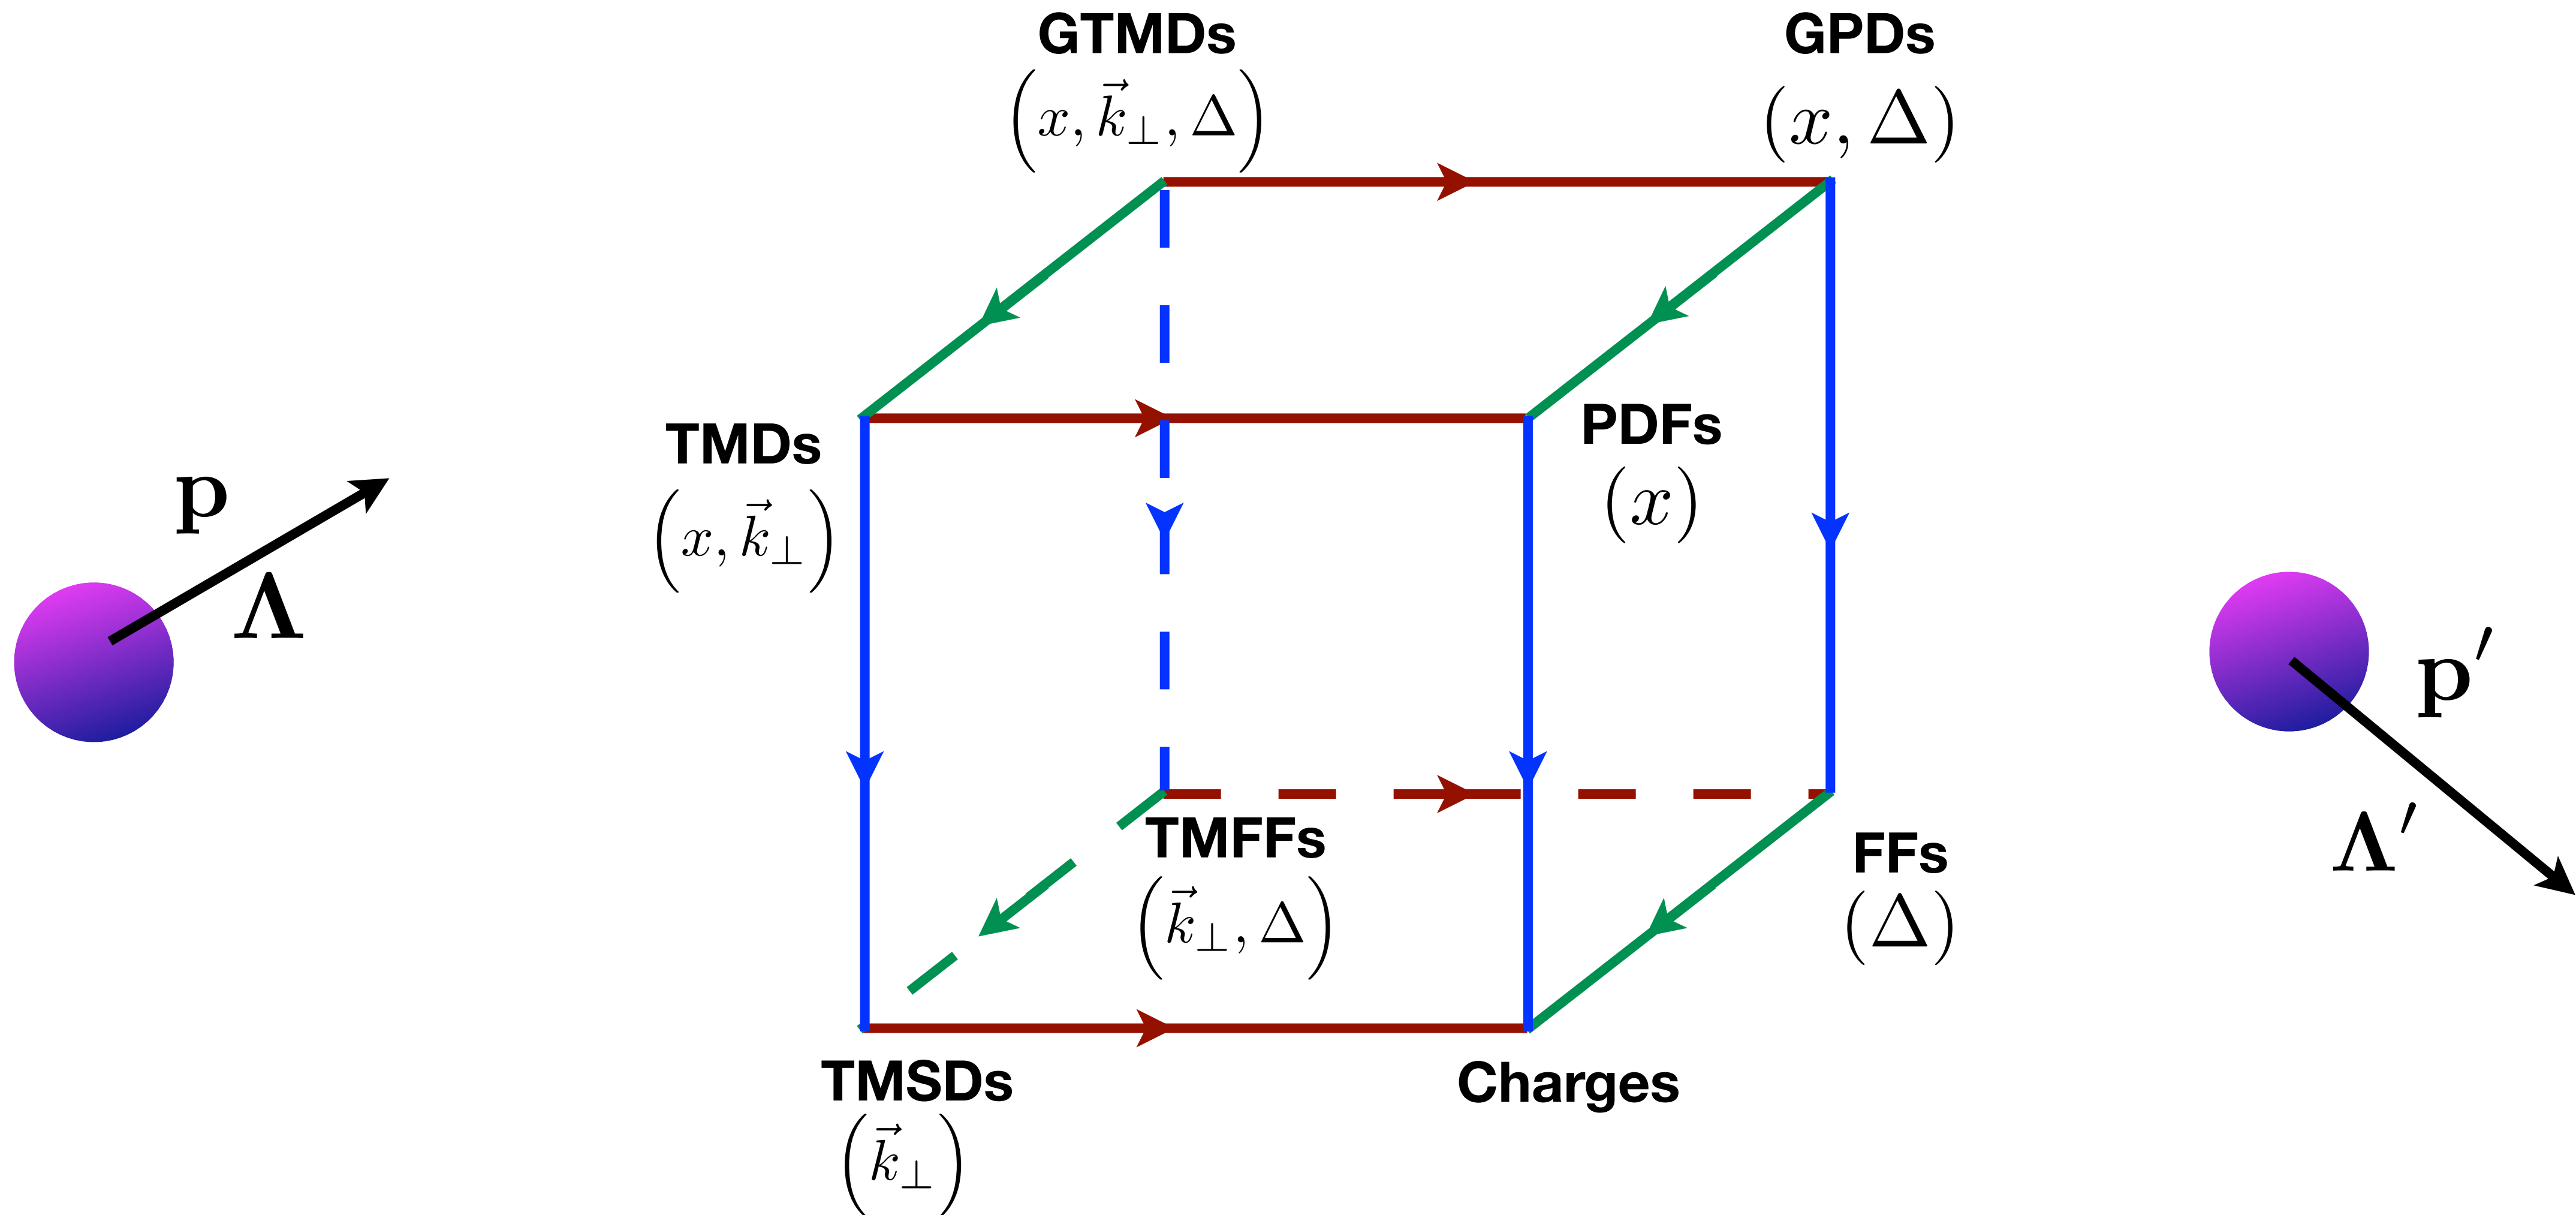 GTMDs
(x, k⃗⊥, Δ)
GPDs
(x, Δ)
TMDs
(x, k⃗⊥)
PDFs
(x)
p
Λ
p′
Λ′
TMFFs
(k⃗⊥, Δ)
FFs
(Δ)
TMSDs
(k⃗⊥)
Charges